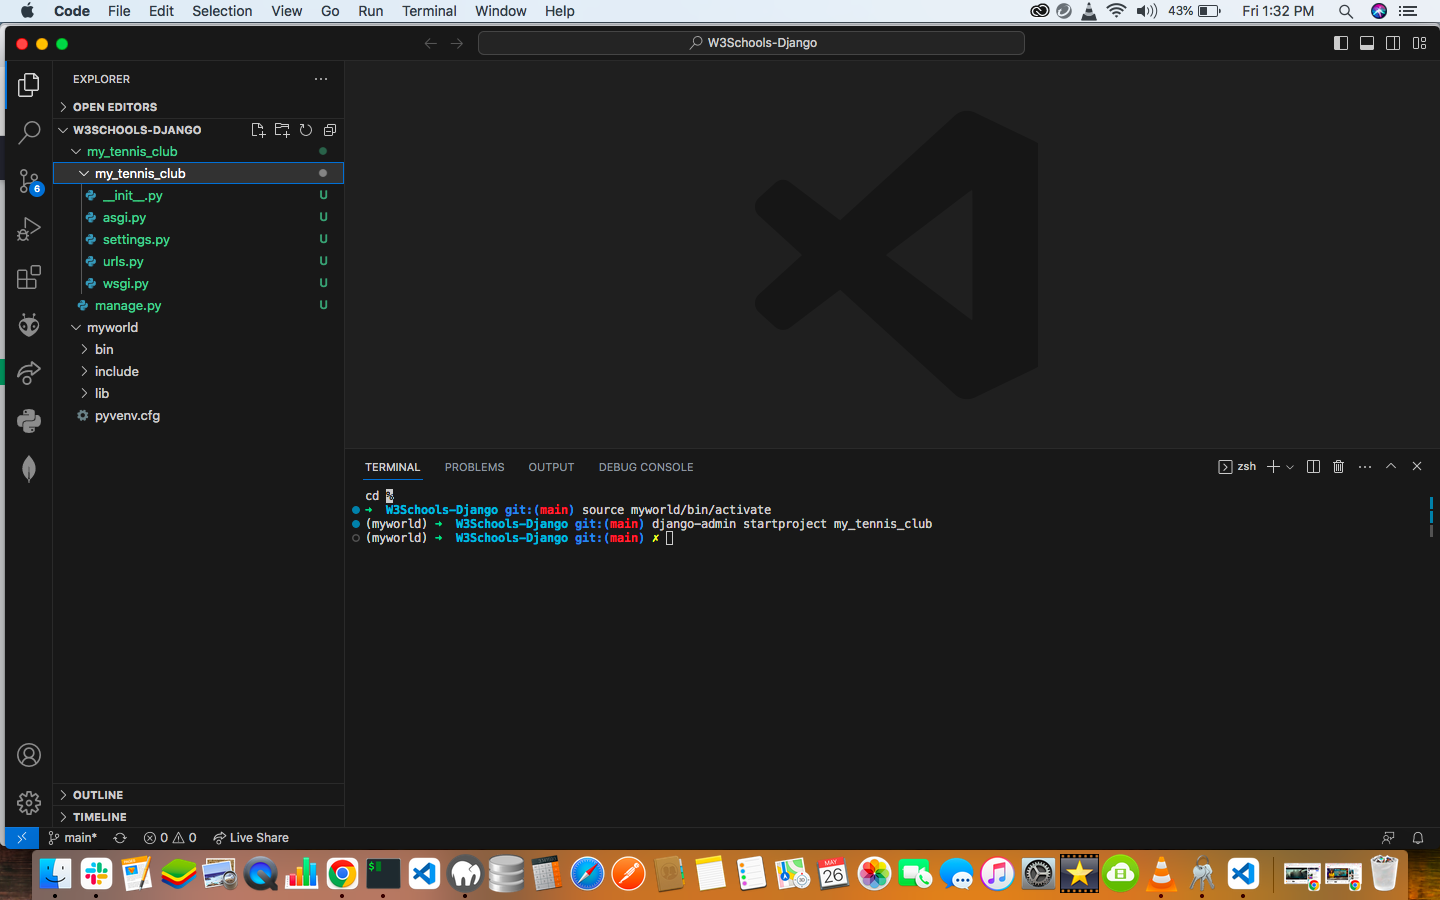 Code File Edit Selection View Go Run Terminal Window Help 43% Fri 1:32 PM
W3Schools-Django
EXPLORER
OPEN EDITORS
W3SCHOOLS-DJANGO
my_tennis_club
my_tennis_club
__init__.py U
asgi.py U
settings.py U
urls.py U
wsgi.py U
manage.py U
myworld
bin
include
lib
pyvenv.cfg
6
OUTLINE
TIMELINE
TERMINAL PROBLEMS OUTPUT DEBUG CONSOLE zsh
cd %
➜ W3Schools-Django git:(main) source myworld/bin/activate
(myworld) ➜ W3Schools-Django git:(main) django-admin startproject my_tennis_club
(myworld) ➜ W3Schools-Django git:(main) ✗
main* 0 0 Live Share
MAY
26